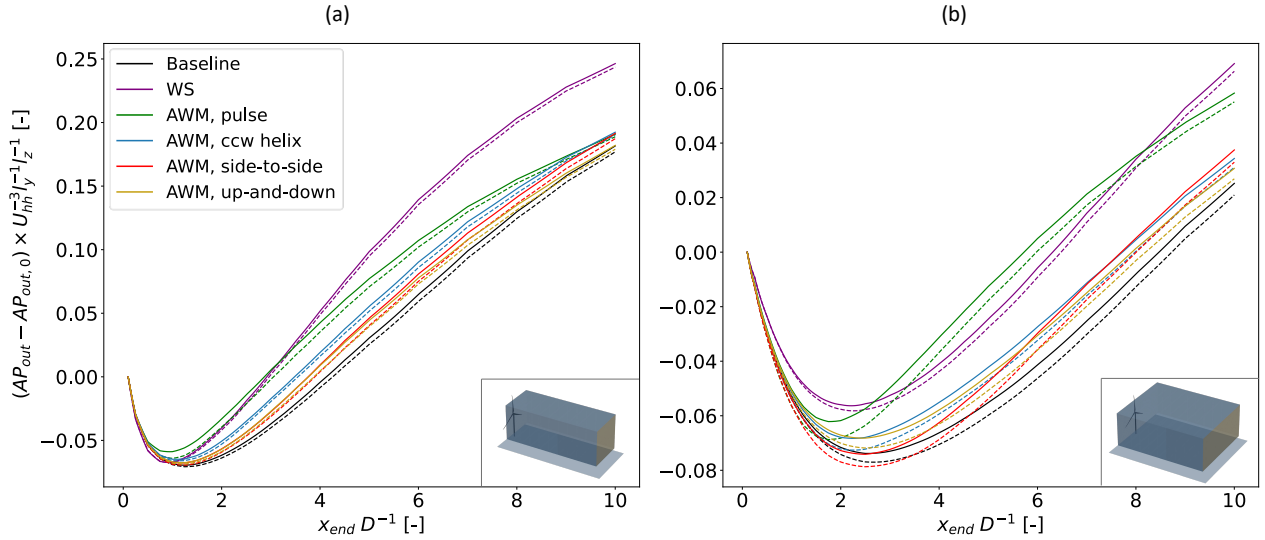 (a)
(b)
(AP_out − AP_out,0) × U_hh^−3 l_y^−1 l_z^−1 [-]
0.25
0.20
0.15
0.10
0.05
0.00
−0.05
Baseline
WS
AWM, pulse
AWM, ccw helix
AWM, side-to-side
AWM, up-and-down
0
2
4
6
8
10
x_end D^−1 [-]
0.06
0.04
0.02
0.00
−0.02
−0.04
−0.06
−0.08
0
2
4
6
8
10
x_end D^−1 [-]